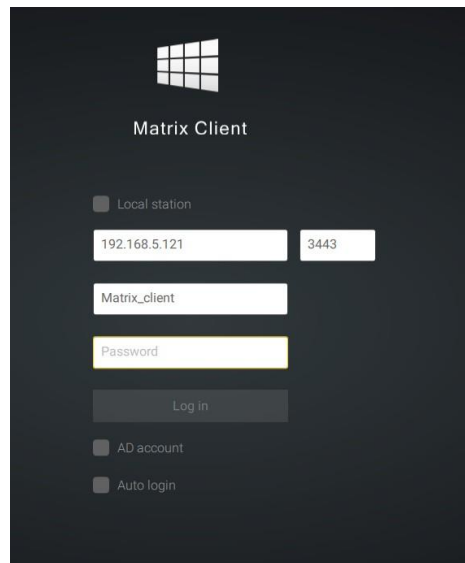 Matrix Client
Local station
192.168.5.121 3443
Matrix_client
Password
Log in
AD account
Auto login